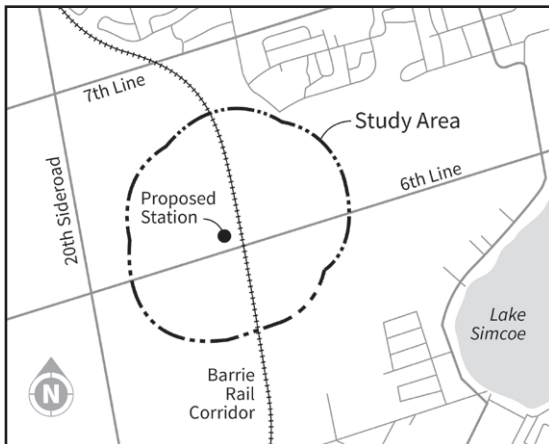 7th Line
Study Area
6th Line
20th Sideroad
Proposed
Station
Lake
Simcoe
Barrie
Rail
Corridor
N